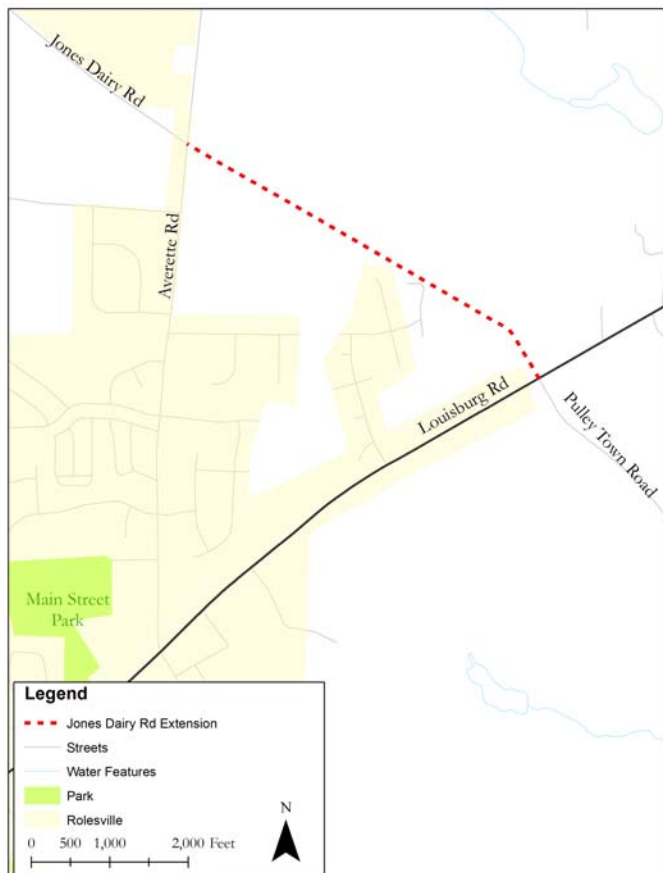 Jones Dairy Rd
Averette Rd
Louisburg Rd
Pulley Town Road
Main Street
Park
Legend
Jones Dairy Rd Extension
Streets
Water Features
Park
Rolesville
N
0 500 1,000 2,000 Feet